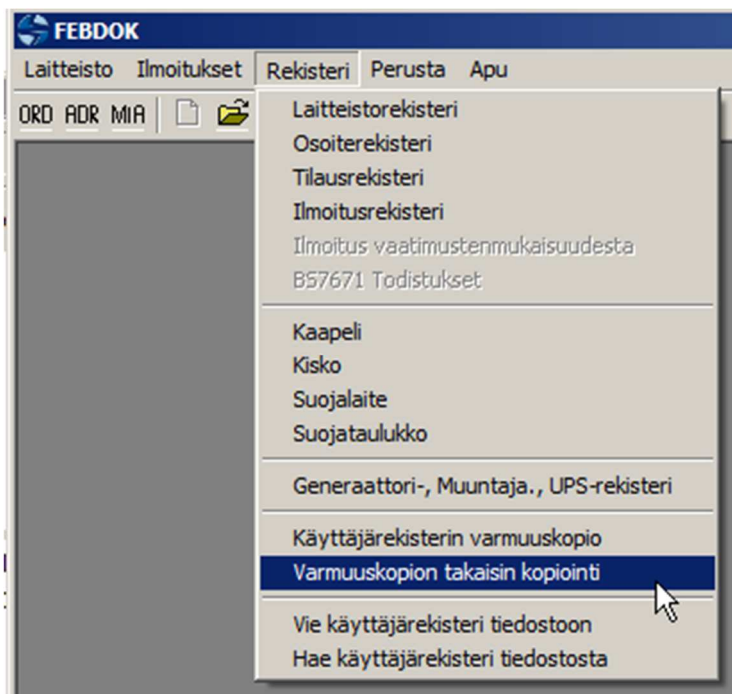 FEBDOK
Laitteisto Ilmoitukset Rekisteri Perusta Apu
ORD ADR MIA
Laitteistorekisteri
Osoiterekisteri
Tilausrekisteri
Ilmoitusrekisteri
Ilmoitus vaatimustenmukaisuudesta
BS7671 Todistukset
Kaapeli
Kisko
Suojalaite
Suojataulukko
Generaattori-, Muuntaja., UPS-rekisteri
Käyttäjärekisterin varmuuskopio
Varmuuskopion takaisin kopiointi
Vie käyttäjärekisteri tiedostoon
Hae käyttäjärekisteri tiedostosta